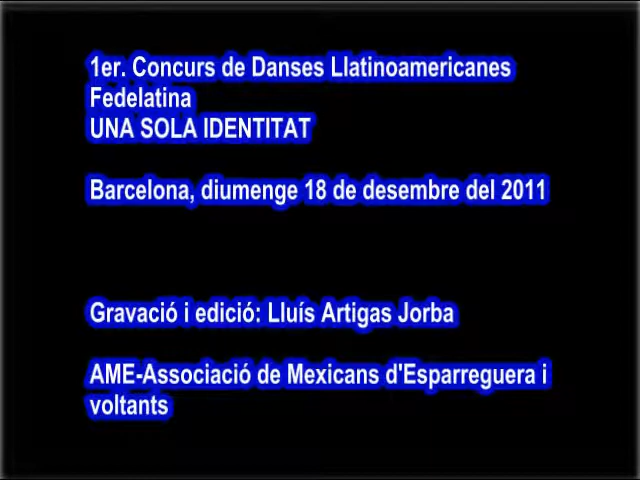 1er. Concurs de Danses Llatinoamericanes
Fedelatina
UNA SOLA IDENTITAT
Barcelona, diumenge 18 de desembre del 2011
Gravació i edició: Lluís Artigas Jorba
AME-Associació de Mexicans d'Esparreguera i
voltants